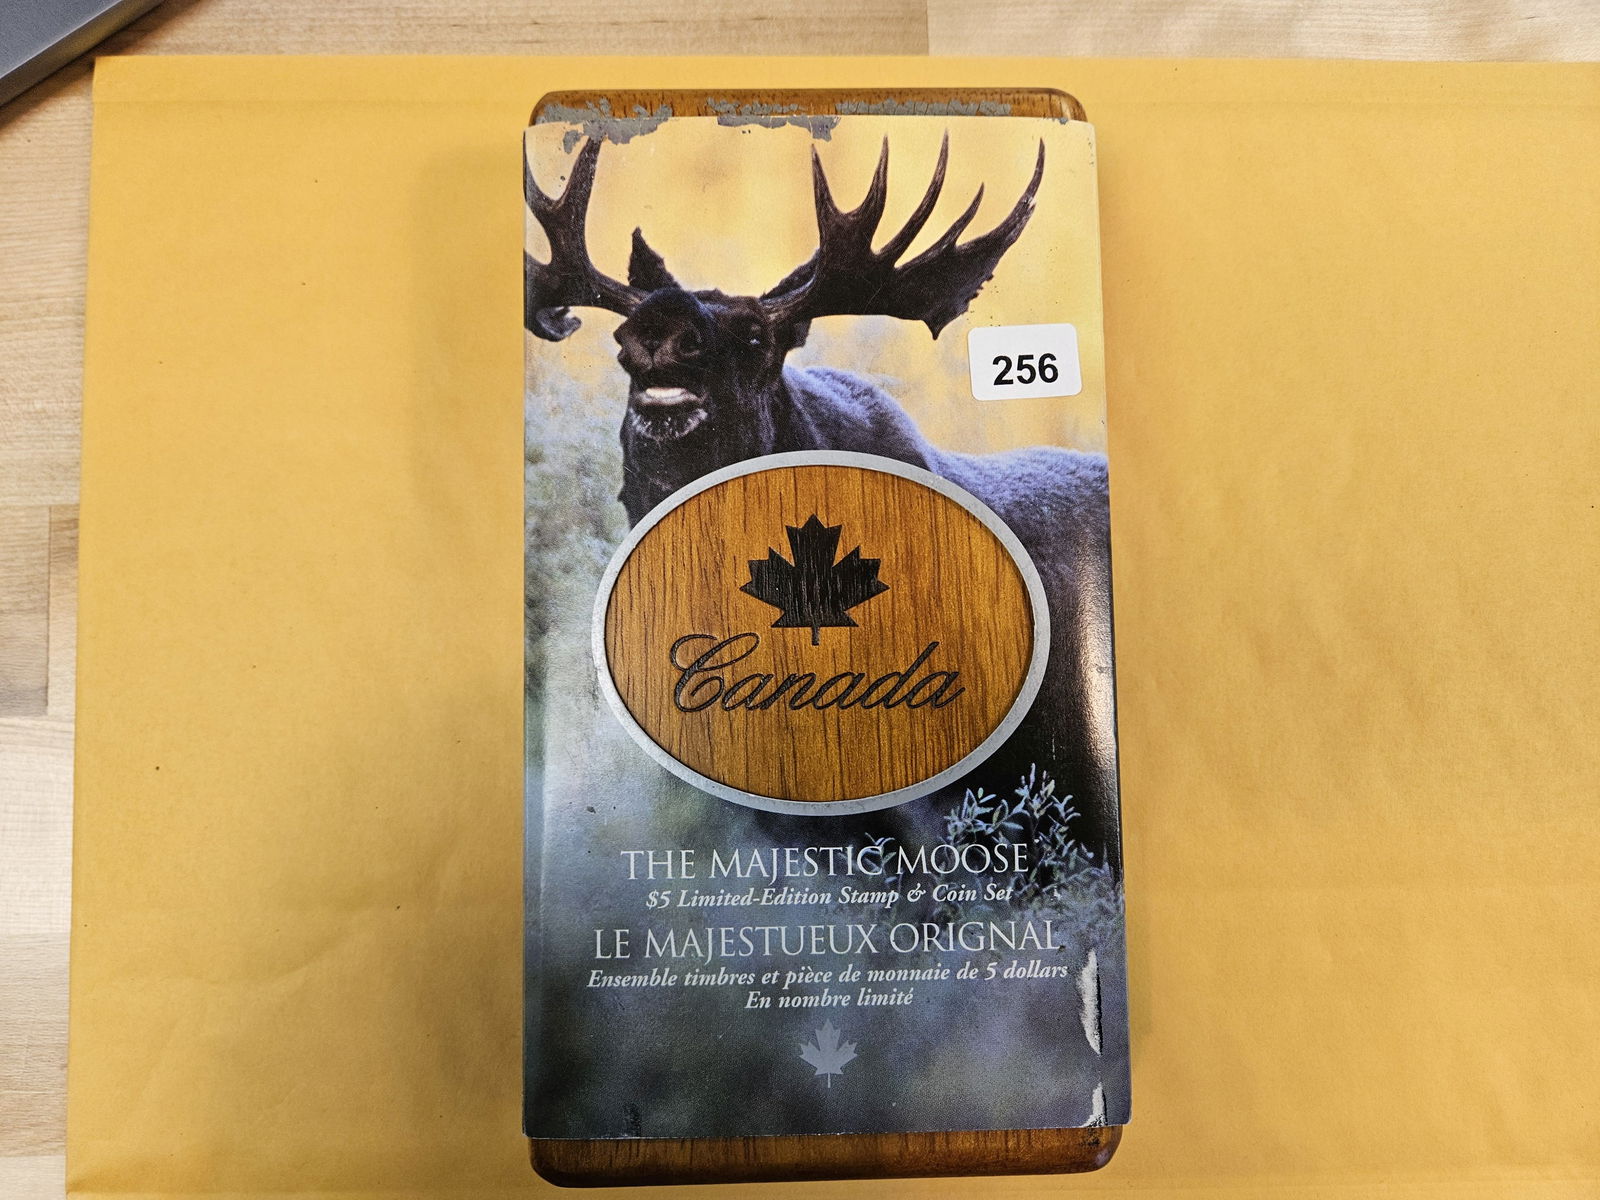 256
Canada
THE MAJESTIC MOOSE
$5 Limited-Edition Stamp & Coin Set
LE MAJESTUEUX ORIGNAL
Ensemble timbres et pièce de monnaie de 5 dollars
En nombre limité